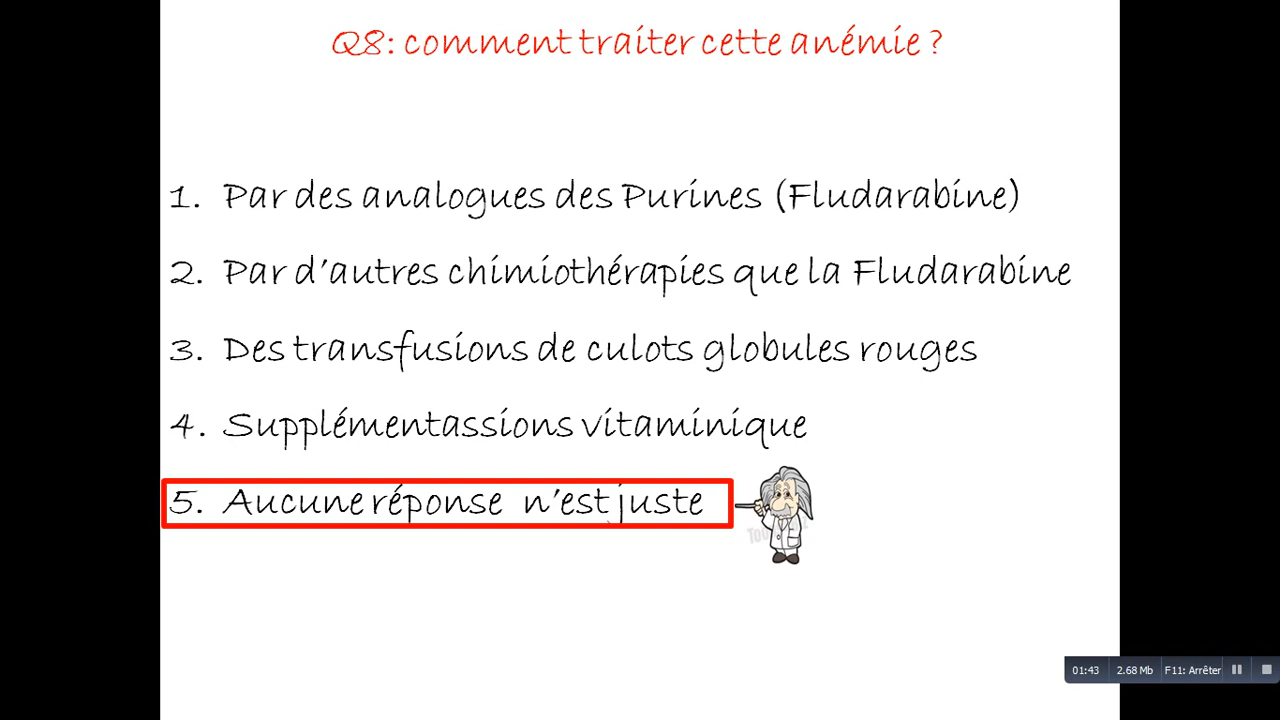 Q8: comment traiter cette anémie ?
1. Par des analogues des Purines (Fludarabine)
2. Par d'autres chimiothérapies que la Fludarabine
3. Des transfusions de culots globules rouges
4. Supplémentassions vitaminique
5. Aucune réponse n'est juste
01:43 2.68 Mb F11: Arrêter